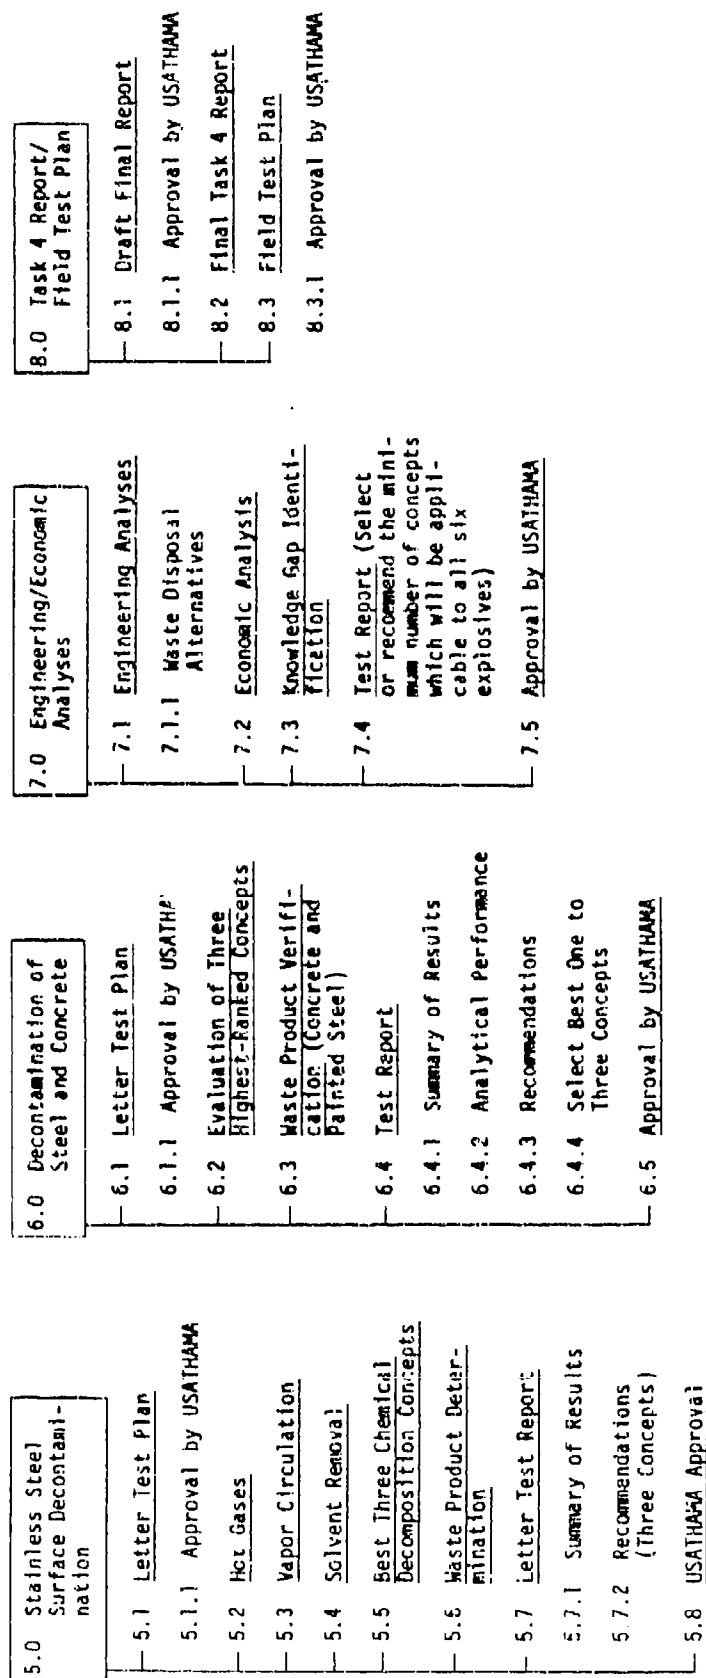 5.0 Stainless Steel
Surface Decontami-
nation
5.1 Letter Test Plan
5.1.1 Approval by USATHAMA
5.2 Hot Gases
5.3 Vapor Circulation
5.4 Solvent Removal
5.5 Best Three Chemical
Decomposition Concepts
5.6 Waste Product Deter-
mination
5.7 Letter Test Report
5.7.1 Summary of Results
5.7.2 Recommendations
(Three Concepts)
5.8 USATHAMA Approval
6.0 Decontamination of
Steel and Concrete
6.1 Letter Test Plan
6.1.1 Approval by USATHA
6.2 Evaluation of Three
Highest-Ranked Concepts
6.3 Waste Product Verifi-
cation (Concrete and
Painted Steel)
6.4 Test Report
6.4.1 Summary of Results
6.4.2 Analytical Performance
6.4.3 Recommendations
6.4.4 Select Best One to
Three Concepts
6.5 Approval by USATHAMA
7.0 Engineering/Economic
Analyses
7.1 Engineering Analyses
7.1.1 Waste Disposal
Alternatives
7.2 Economic Analysis
7.3 Knowledge Gap Identi-
fication
7.4 Test Report (Select
or recommend the mini-
mum number of concepts
which will be appli-
cable to all six
explosives)
7.5 Approval by USATHAMA
8.0 Task 4 Report/
Field Test Plan
8.1 Draft Final Report
8.1.1 Approval by USATHAMA
8.2 Final Task 4 Report
8.3 Field Test Plan
8.3.1 Approval by USATHAMA